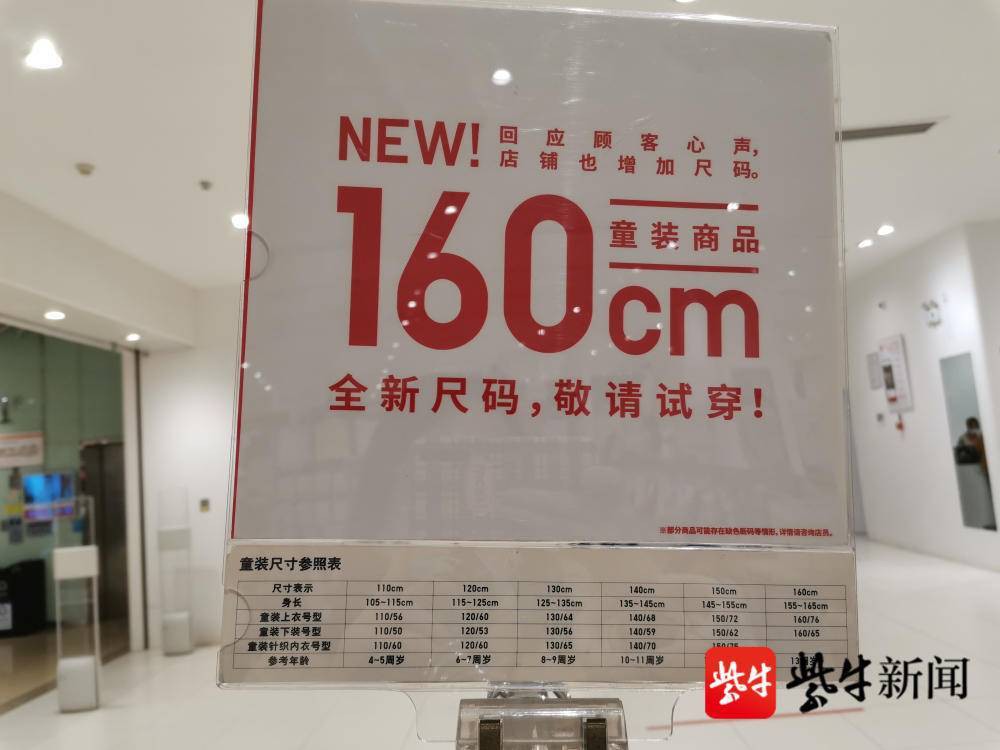 NEW! 回应顾客心声,
店铺也增加尺码。
160cm
童装商品
全新尺码,敬请试穿!
※部分商品可能存在缺色断码等情形,详情请咨询店员。
童装尺寸参照表
尺寸表示 110cm 120cm 130cm 140cm 150cm 160cm
身长 105~115cm 115~125cm 125~135cm 135~145cm 145~155cm 155~165cm
童装上衣号型 110/56 120/60 130/64 140/68 150/72 160/76
童装下装号型 110/50 120/53 130/56 140/59 150/62 160/65
童装针织内衣号型 110/60 120/60 130/65 140/70 150/75
参考年龄 4~5周岁 6~7周岁 8~9周岁 10~11周岁
紫牛 紫牛新闻